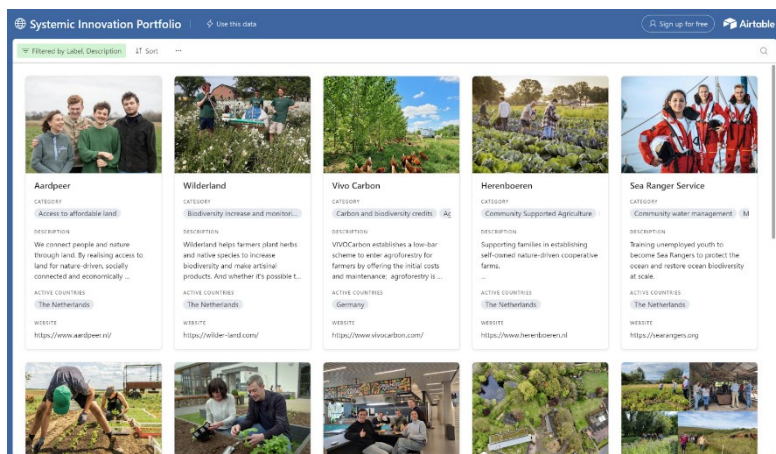 Systemic Innovation Portfolio
Use this data
Sign up for free
Airtable
Filtered by Label, Description
Sort
...
Aardpeer
CATEGORY
Access to affordable land
DESCRIPTION
We connect people and nature
through land. By realising access to
land for nature-driven, socially
connected and economically ...
ACTIVE COUNTRIES
The Netherlands
WEBSITE
https://www.aardpeer.nl/
Wilderland
CATEGORY
Biodiversity increase and monitori...
DESCRIPTION
Wilderland helps farmers plant herbs
and native species to increase
biodiversity and make artisinal
products. And whether it's possible t...
ACTIVE COUNTRIES
The Netherlands
WEBSITE
https://wilder-land.com/
Vivo Carbon
CATEGORY
Carbon and biodiversity credits Ag
DESCRIPTION
VIVOCarbon establishes a low-bar
scheme to enter agroforestry for
farmers by offering the initial costs
and maintenance; agroforestry is ...
ACTIVE COUNTRIES
Germany
WEBSITE
https://www.vivocarbon.com/
Herenboeren
CATEGORY
Community Supported Agriculture
DESCRIPTION
Supporting families in establishing
self-owned nature-driven cooperative
farms.
...
ACTIVE COUNTRIES
The Netherlands
WEBSITE
https://www.herenboeren.nl
Sea Ranger Service
CATEGORY
Community water management M
DESCRIPTION
Training unemployed youth to
become Sea Rangers to protect the
ocean and restore ocean biodiversity
at scale.
ACTIVE COUNTRIES
The Netherlands
WEBSITE
https://searangers.org